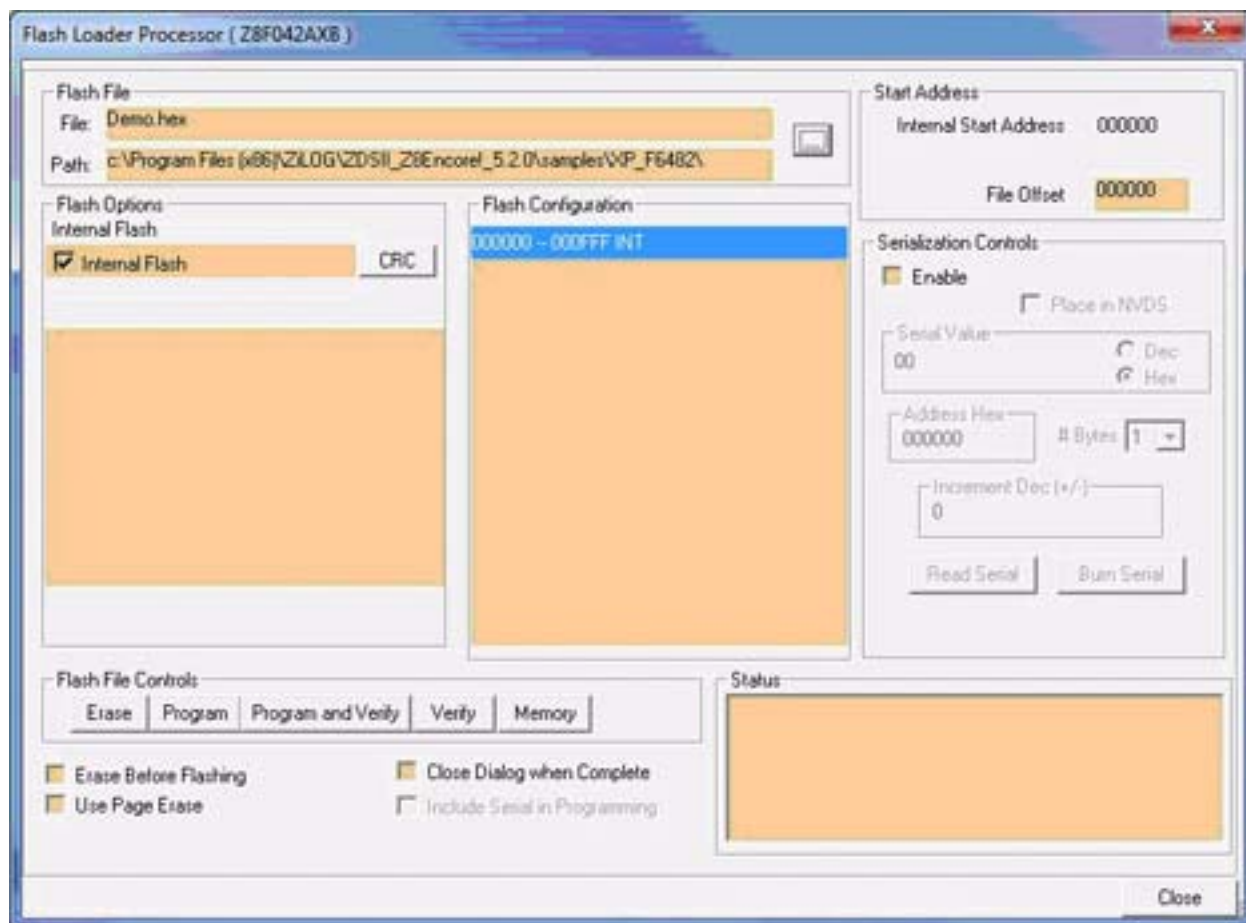 Flash Loader Processor ( Z8F042AXB )
Flash File
File: Demo.hex
Path: c:\Program Files (x86)\ZiLOG\ZDSII_Z8Encore!_5.2.0\samples\XP_F6482\
Start Address
Internal Start Address 000000
File Offset 000000
Flash Options
Internal Flash
Internal Flash
CRC
Flash Configuration
000000 - 000FFF INT
Serialization Controls
Enable
Place in NVDS
Serial Value
00
Dec
Hex
Address Hex
000000
# Bytes 1
Increment Dec (+/-)
0
Read Serial Burn Serial
Flash File Controls
Erase Program Program and Verify Verify Memory
Erase Before Flashing
Close Dialog when Complete
Use Page Erase
Include Serial in Programming
Status
Close